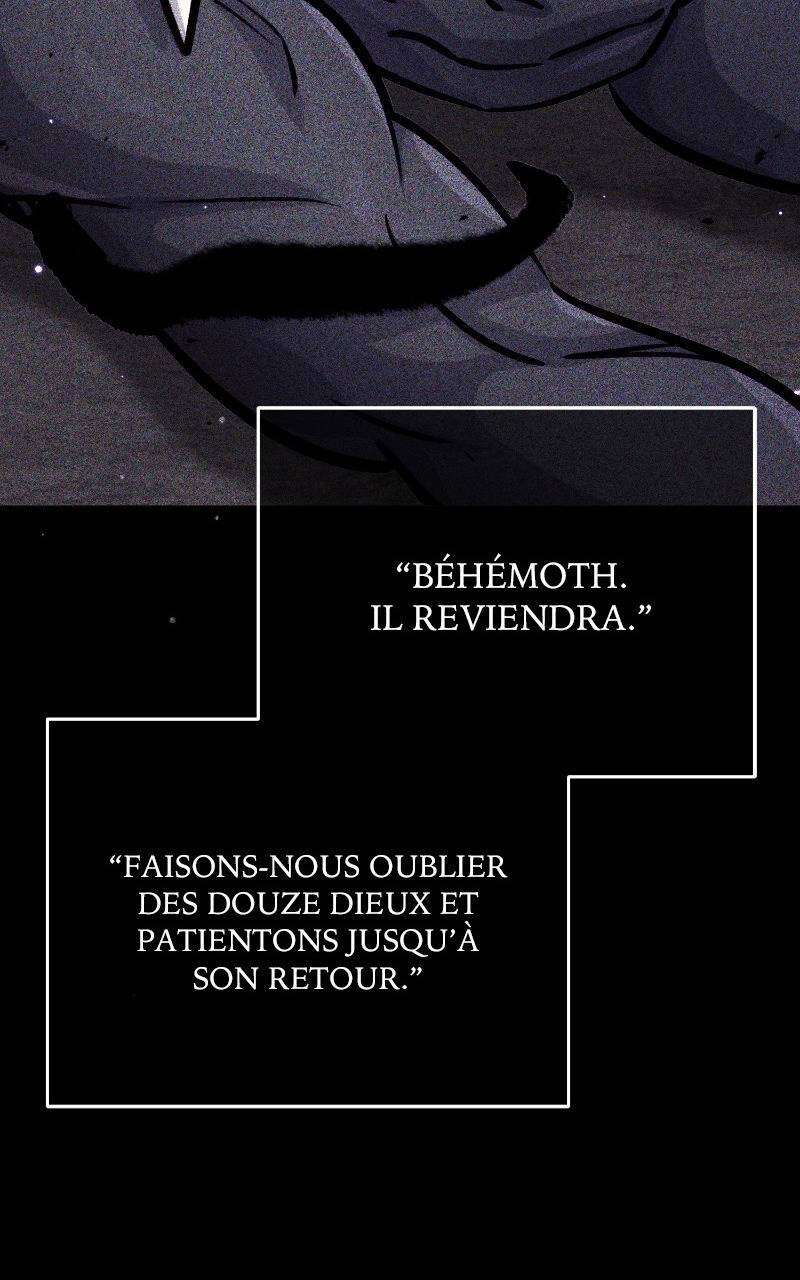 “BÉHÉMOTH.
IL REVIENDRA.”
“FAISONS-NOUS OUBLIER
DES DOUZE DIEUX ET
PATIENTONS JUSQU’À
SON RETOUR.”